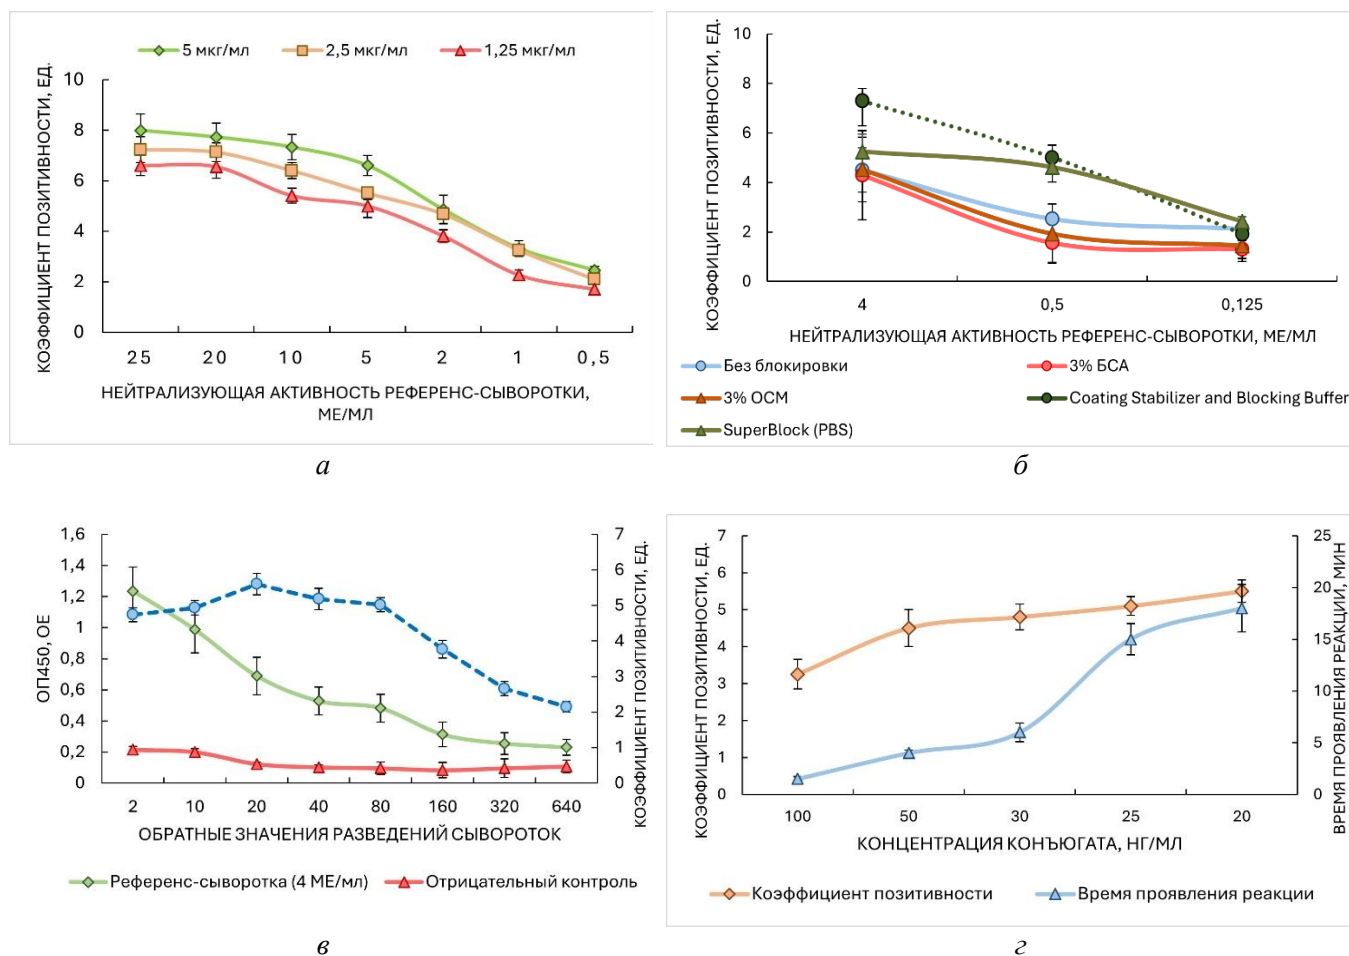 5 мкг/мл 2,5 мкг/мл 1,25 мкг/мл
КОЭФФИЦИЕНТ ПОЗИТИВНОСТИ, ЕД.
10
8
6
4
2
0
25 20 10 5 2 1 0,5
НЕЙТРАЛИЗУЮЩАЯ АКТИВНОСТЬ РЕФЕРЕНС-СЫВОРОТКИ,
МЕ/МЛ
а
КОЭФФИЦИЕНТ ПОЗИТИВНОСТИ, ЕД.
10
8
6
4
2
0
4 0,5 0,125
НЕЙТРАЛИЗУЮЩАЯ АКТИВНОСТЬ РЕФЕРЕНС-СЫВОРОТКИ, МЕ/МЛ
Без блокировки 3% БСА
3% ОСМ Coating Stabilizer and Blocking Buffer
SuperBlock (PBS)
б
ОП450, ОЕ
1,6
1,4
1,2
1
0,8
0,6
0,4
0,2
0
7
6
5
4
3
2
1
0
КОЭФФИЦИЕНТ ПОЗИТИВНОСТИ, ЕД.
2 10 20 40 80 160 320 640
ОБРАТНЫЕ ЗНАЧЕНИЯ РАЗВЕДЕНИЙ СЫВОРОТОК
Референс-сыворотка (4 МЕ/мл) Отрицательный контроль
в
КОЭФФИЦИЕНТ ПОЗИТИВНОСТИ, ЕД.
7
6
5
4
3
2
1
0
25
20
15
10
5
0
ВРЕМЯ ПРОЯВЛЕНИЯ РЕАКЦИИ, МИН
100 50 30 25 20
КОНЦЕНТРАЦИЯ КОНЪЮГАТА, НГ/МЛ
Коэффициент позитивности Время проявления реакции
г